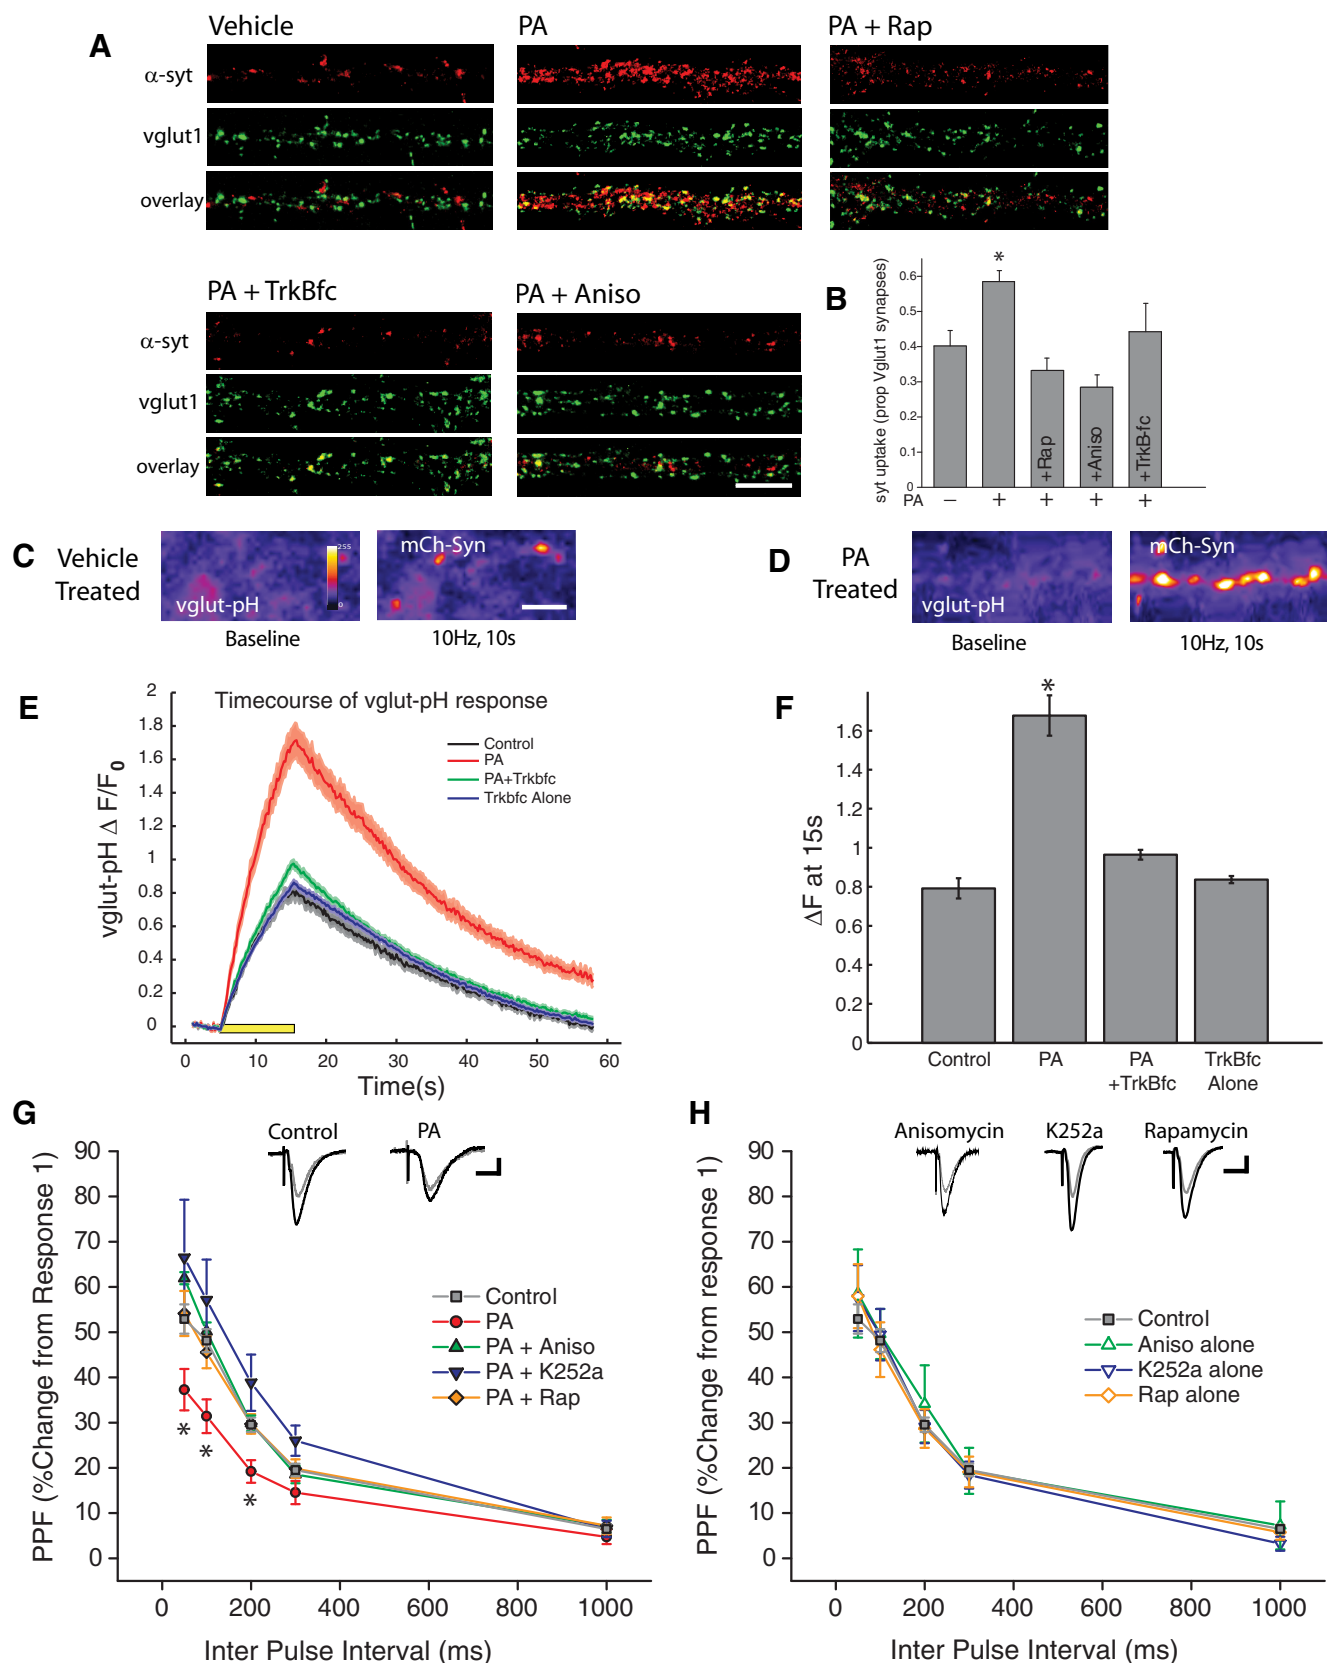 A
Vehicle
PA
PA + Rap
α-syt
vglut1
overlay
PA + TrkBfc
PA + Aniso
α-syt
vglut1
overlay
B
syt uptake (prop Vglut1 synapses)
0.6
0.5
0.4
0.3
0.2
0.1
0
*
+Rap
+Aniso
+TrkB-fc
PA − + + + +
C
Vehicle
Treated
vglut-pH
255
0
mCh-Syn
Baseline
10Hz, 10s
D
PA
Treated
vglut-pH
mCh-Syn
Baseline
10Hz, 10s
E
Timecourse of vglut-pH response
vglut-pH Δ F/F0
2
1.8
1.6
1.4
1.2
1
0.8
0.6
0.4
0.2
0
Control
PA
PA+Trkbfc
Trkbfc Alone
0 10 20 30 40 50 60
Time(s)
F
ΔF at 15s
1.6
1.4
1.2
1
0.8
0.6
0.4
0.2
0
*
Control
PA
PA
+TrkBfc
TrkBfc
Alone
G
PPF (%Change from Response 1)
90
80
70
60
50
40
30
20
10
0
Control
PA
Control
PA
PA + Aniso
PA + K252a
PA + Rap
*
*
*
0 200 400 600 800 1000
Inter Pulse Interval (ms)
H
PPF (%Change from response 1)
90
80
70
60
50
40
30
20
10
0
Anisomycin
K252a
Rapamycin
Control
Aniso alone
K252a alone
Rap alone
0 200 400 600 800 1000
Inter Pulse Interval (ms)